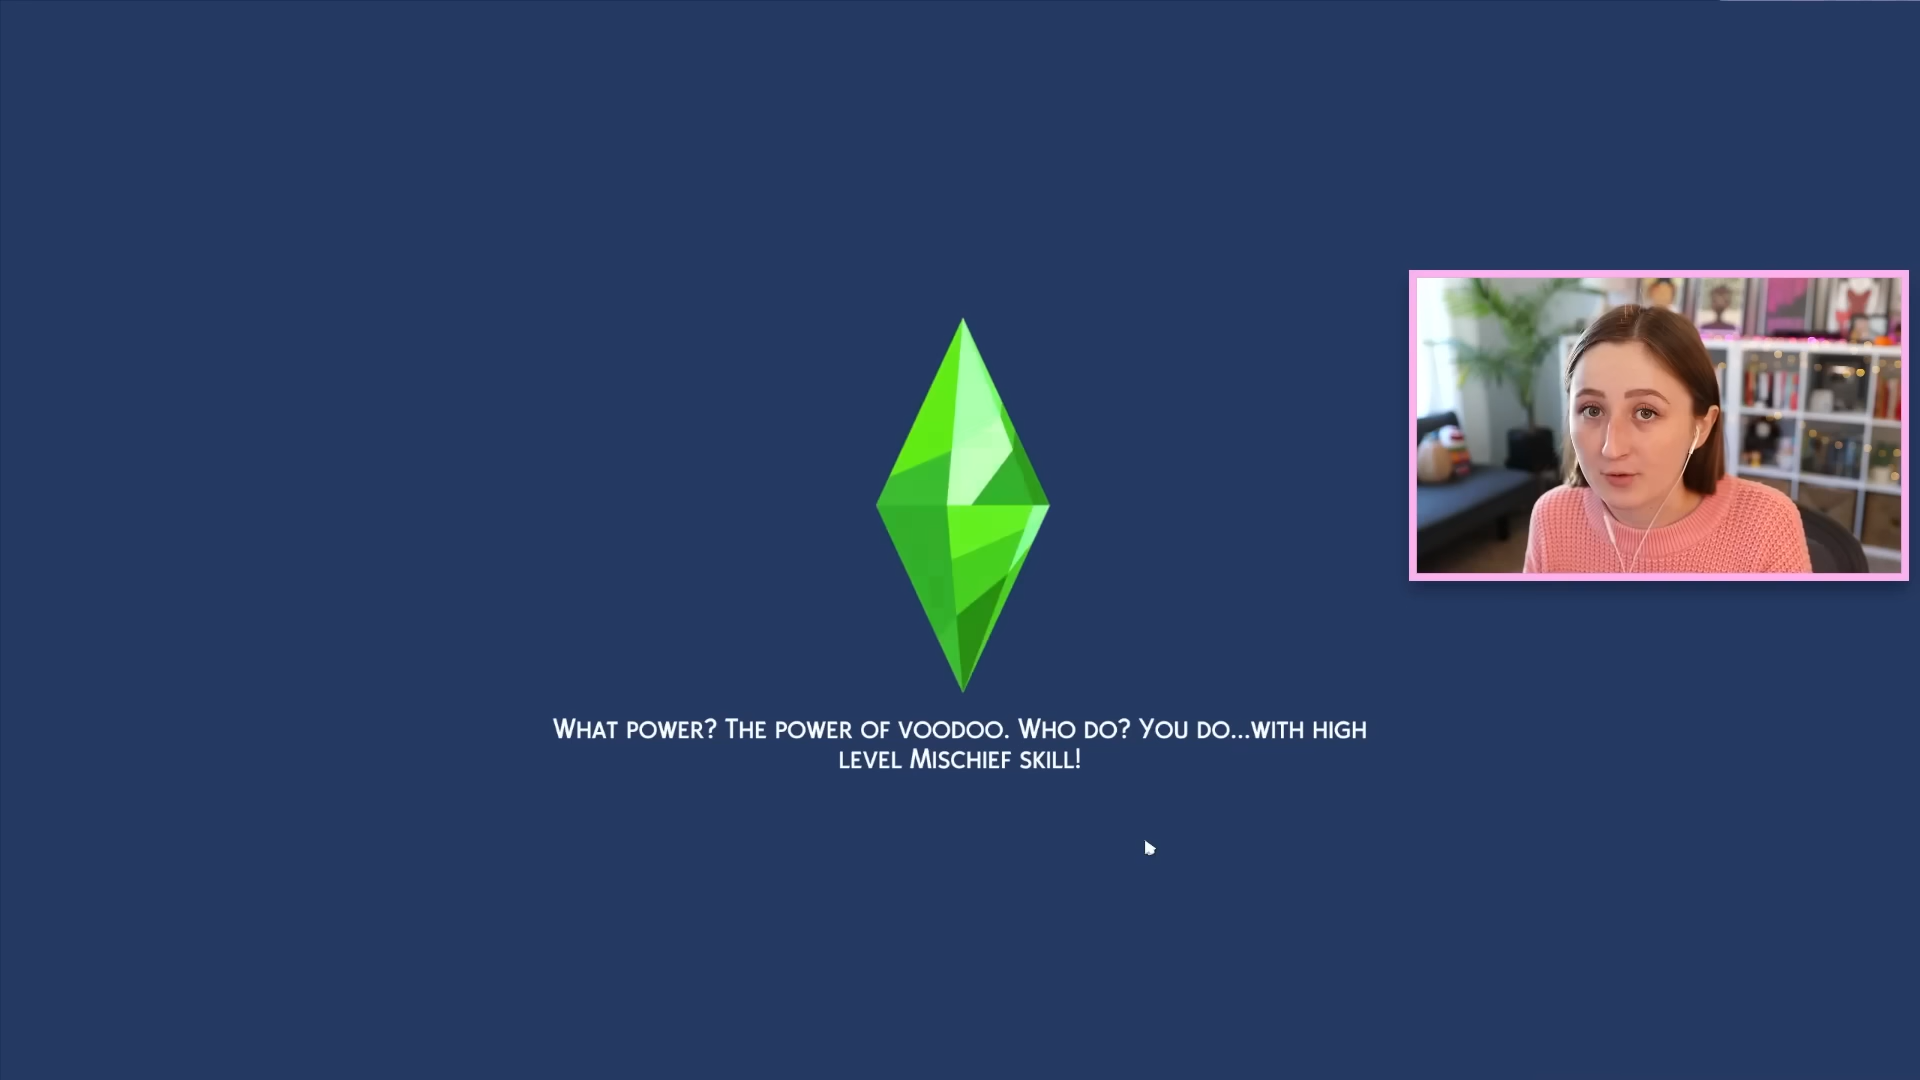 What power? The power of voodoo. Who do? You do...with high
level Mischief skill!